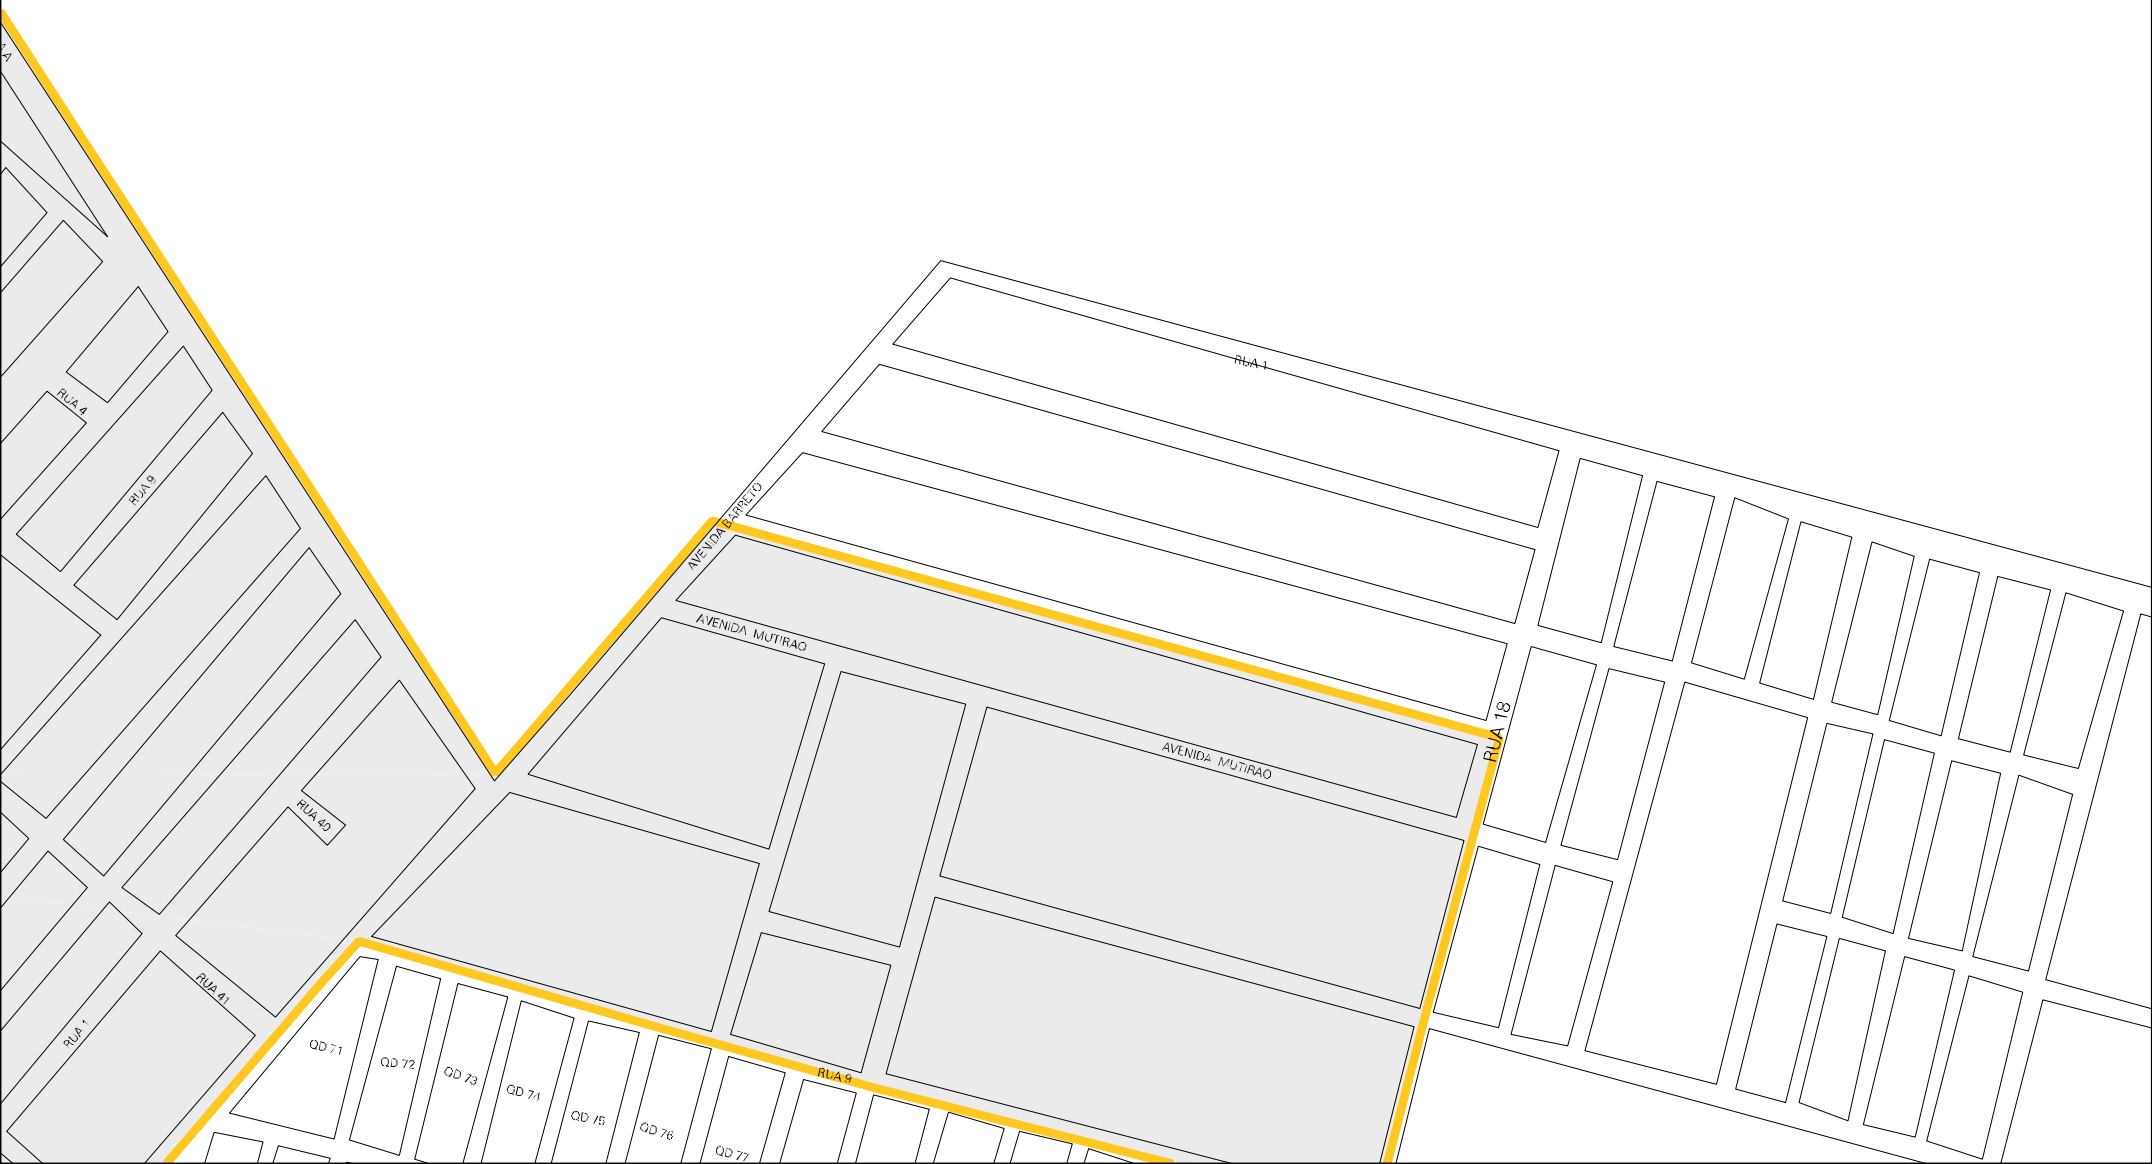 RUA 1
RUA 4
RUA 9
AVENIDA BARRETO
AVENIDA MUTIRAO
RUA 18
AVENIDA MUTIRAO
RUA 40
RUA 41
RUA 1
QD 71
QD 72
QD 73
QD 74
QD 75
QD 76
QD 77
RUA 9